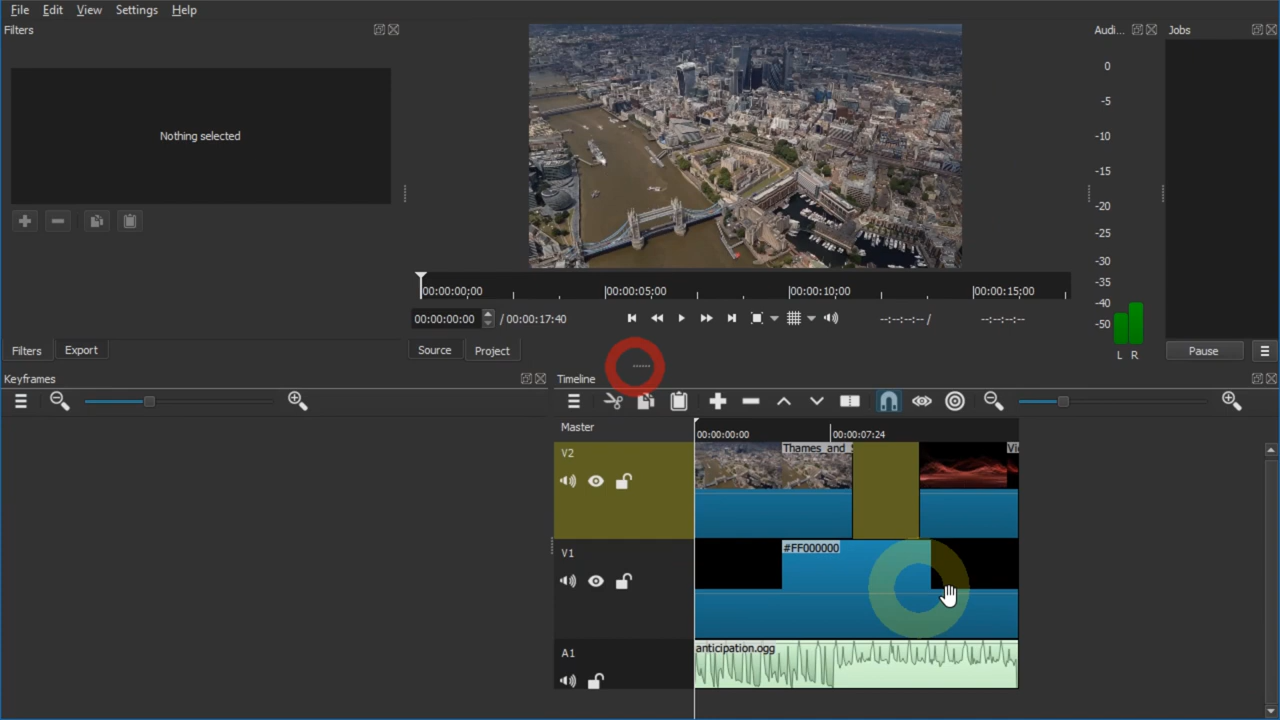 File Edit View Settings Help
Filters
Audi...
Jobs
Nothing selected
0
-5
-10
-15
-20
-25
-30
-35
-40
-50
L R
00:00:00;00
00:00:05;00
00:00:10;00
00:00:15;00
00:00:00:00 / 00:00:17:40 --:--:--:-- / --:--:--:--
Filters Export
Source Project
Pause
Keyframes
Timeline
Master
00:00:00:00
00:00:07:24
V2
Thames_and_
V1
#FF000000
A1
anticipation.ogg